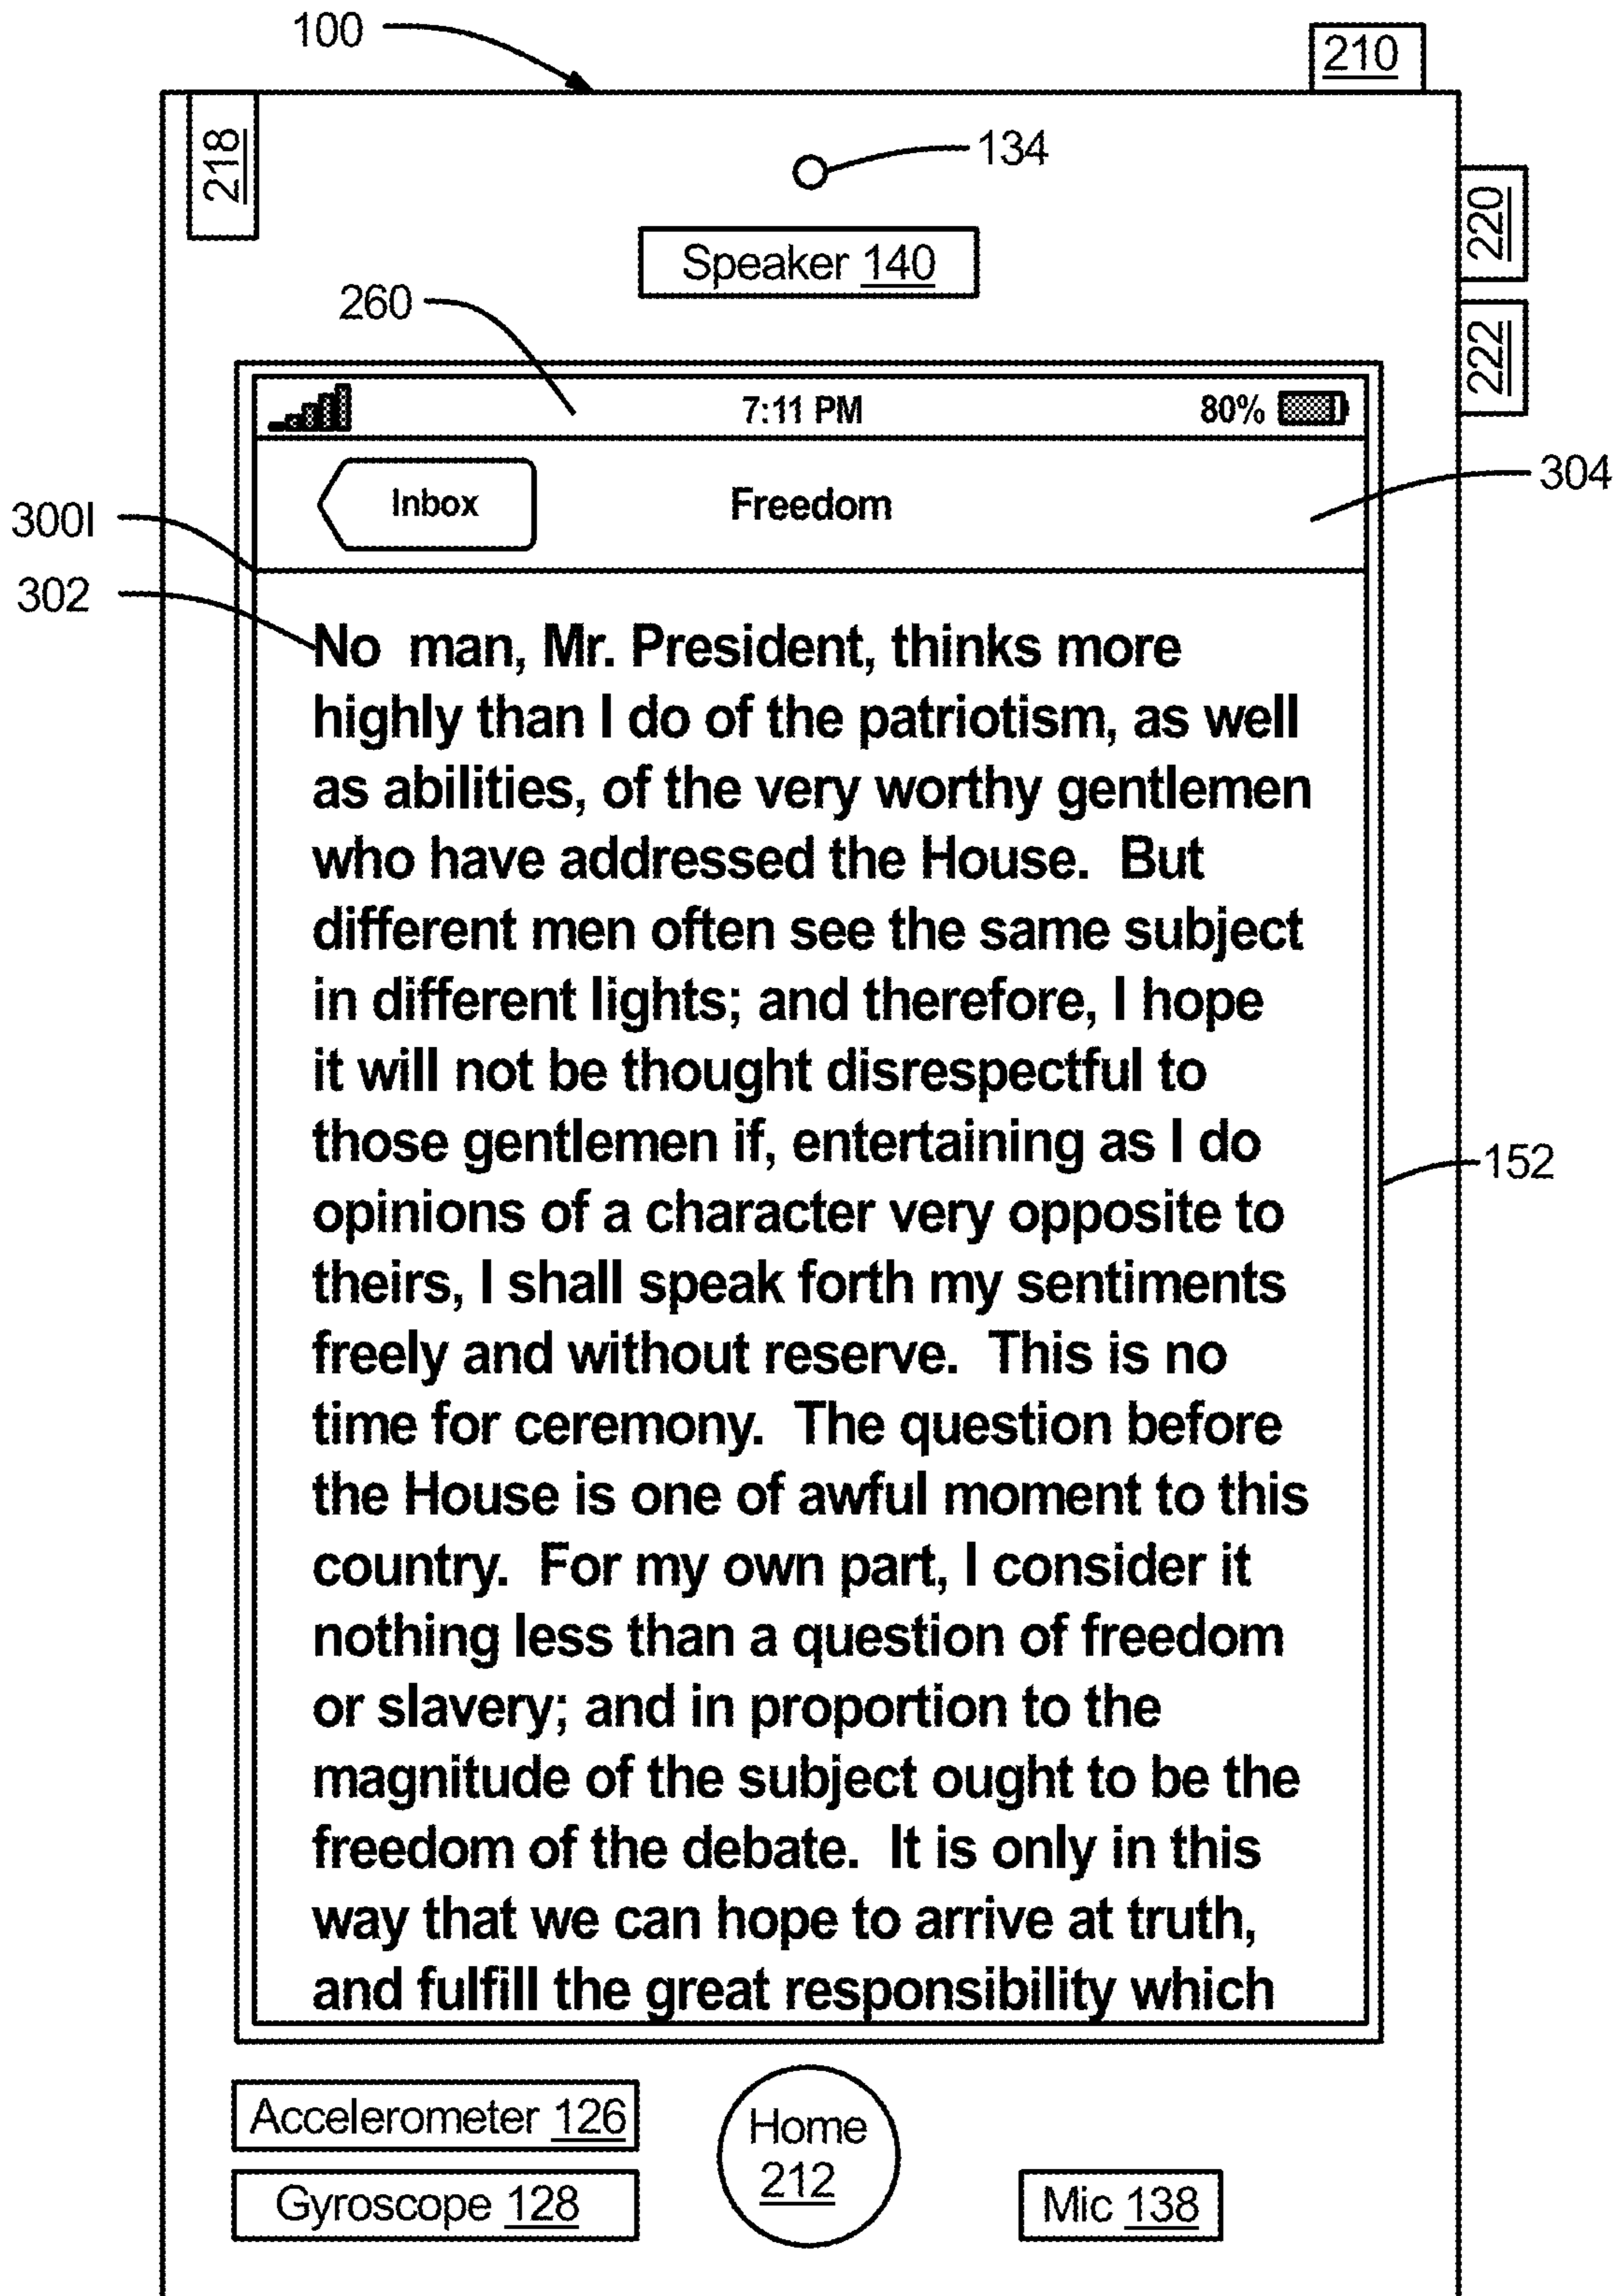 100
210
218
134
220
Speaker 140
260
222
7:11 PM
80%
304
Inbox
Freedom
300I
302
No man, Mr. President, thinks more
highly than I do of the patriotism, as well
as abilities, of the very worthy gentlemen
who have addressed the House. But
different men often see the same subject
in different lights; and therefore, I hope
it will not be thought disrespectful to
those gentlemen if, entertaining as I do
152
opinions of a character very opposite to
theirs, I shall speak forth my sentiments
freely and without reserve. This is no
time for ceremony. The question before
the House is one of awful moment to this
country. For my own part, I consider it
nothing less than a question of freedom
or slavery; and in proportion to the
magnitude of the subject ought to be the
freedom of the debate. It is only in this
way that we can hope to arrive at truth,
and fulfill the great responsibility which
Accelerometer 126
Home
212
Gyroscope 128
Mic 138